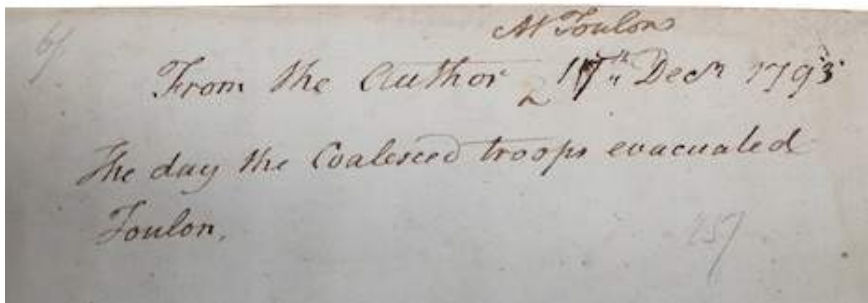 At Toulon
From the Author 17th Decr 1793
The day the Coalesced troops evacuated
Toulon.